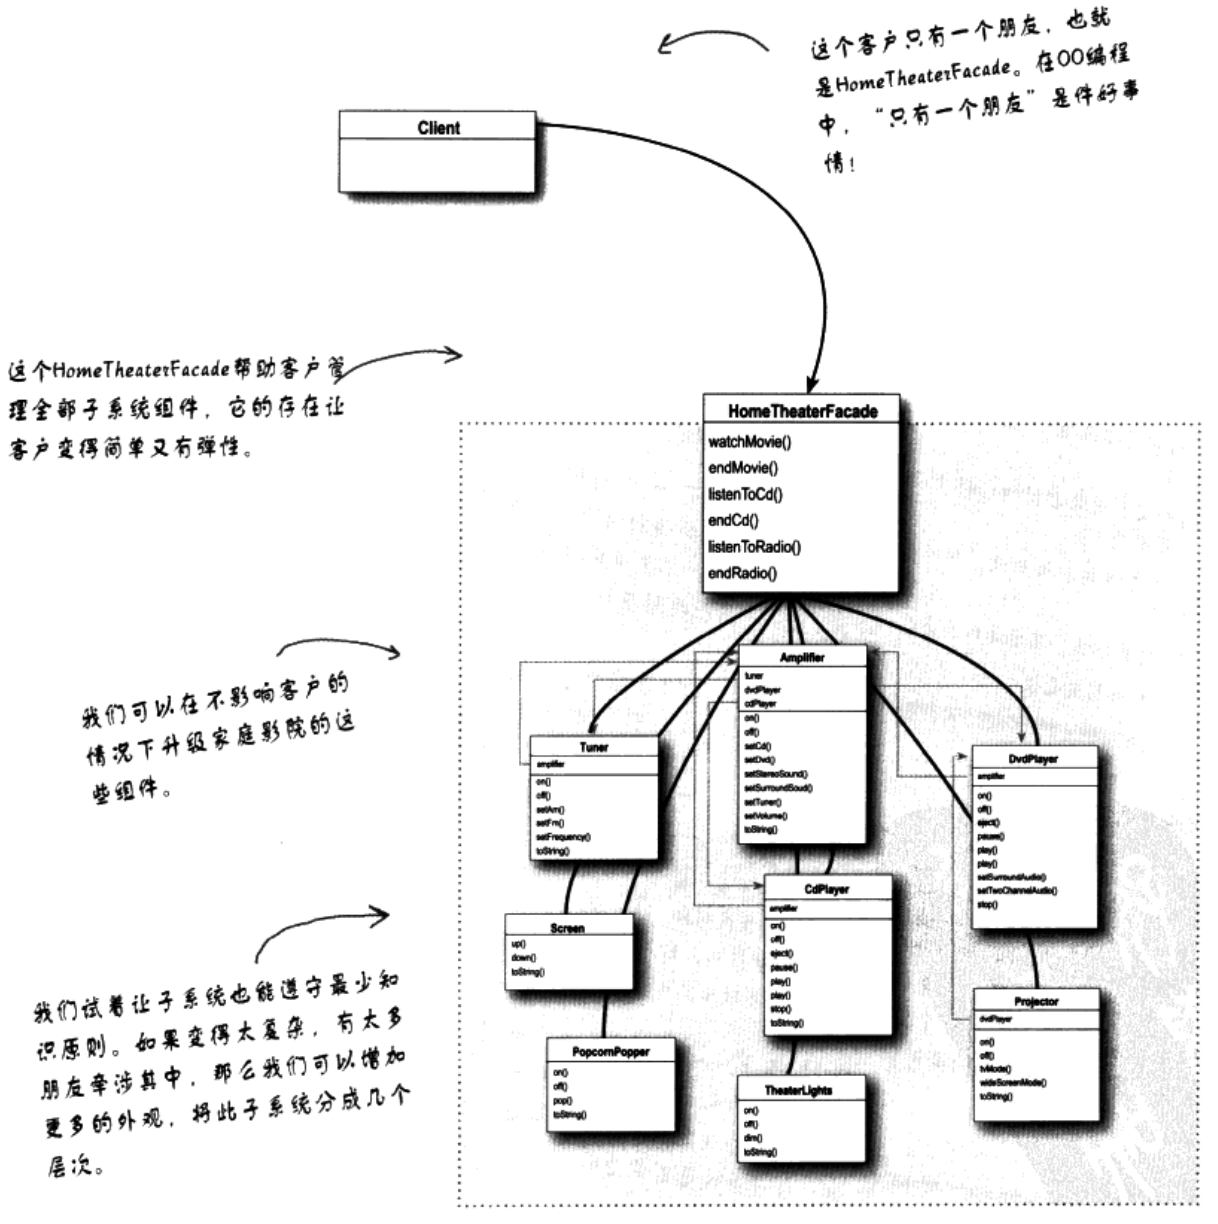 这个客户只有一个朋友，也就
是HomeTheaterFacade。在OO编程
中，“只有一个朋友”是件好事
情！
Client
这个HomeTheaterFacade帮助客户管
理全部子系统组件，它的存在让
客户变得简单又有弹性。
HomeTheaterFacade
watchMovie()
endMovie()
listenToCd()
endCd()
listenToRadio()
endRadio()
我们可以在不影响客户的
情况下升级家庭影院的这
些组件。
Amplifier
tuner
dvdPlayer
cdPlayer
on()
off()
setCd()
setDvd()
setStereoSound()
setSurroundSoud()
setTuner()
setVolume()
toString()
Tuner
amplifier
on()
off()
setAm()
setFm()
setFrequency()
toString()
DvdPlayer
amplifier
on()
off()
eject()
pause()
play()
play()
setSurroundAudio()
setTwoChannelAudio()
stop()
CdPlayer
amplifier
on()
off()
eject()
pause()
play()
play()
stop()
toString()
Screen
up()
down()
toString()
我们试着让子系统也能遵守最少知
识原则。如果变得太复杂，有太多
朋友牵涉其中，那么我们可以增加
更多的外观，将此子系统分成几个
层次。
Projector
dvdPlayer
on()
off()
tvMode()
wideScreenMode()
toString()
PopcornPopper
on()
off()
pop()
toString()
TheaterLights
on()
off()
dim()
toString()